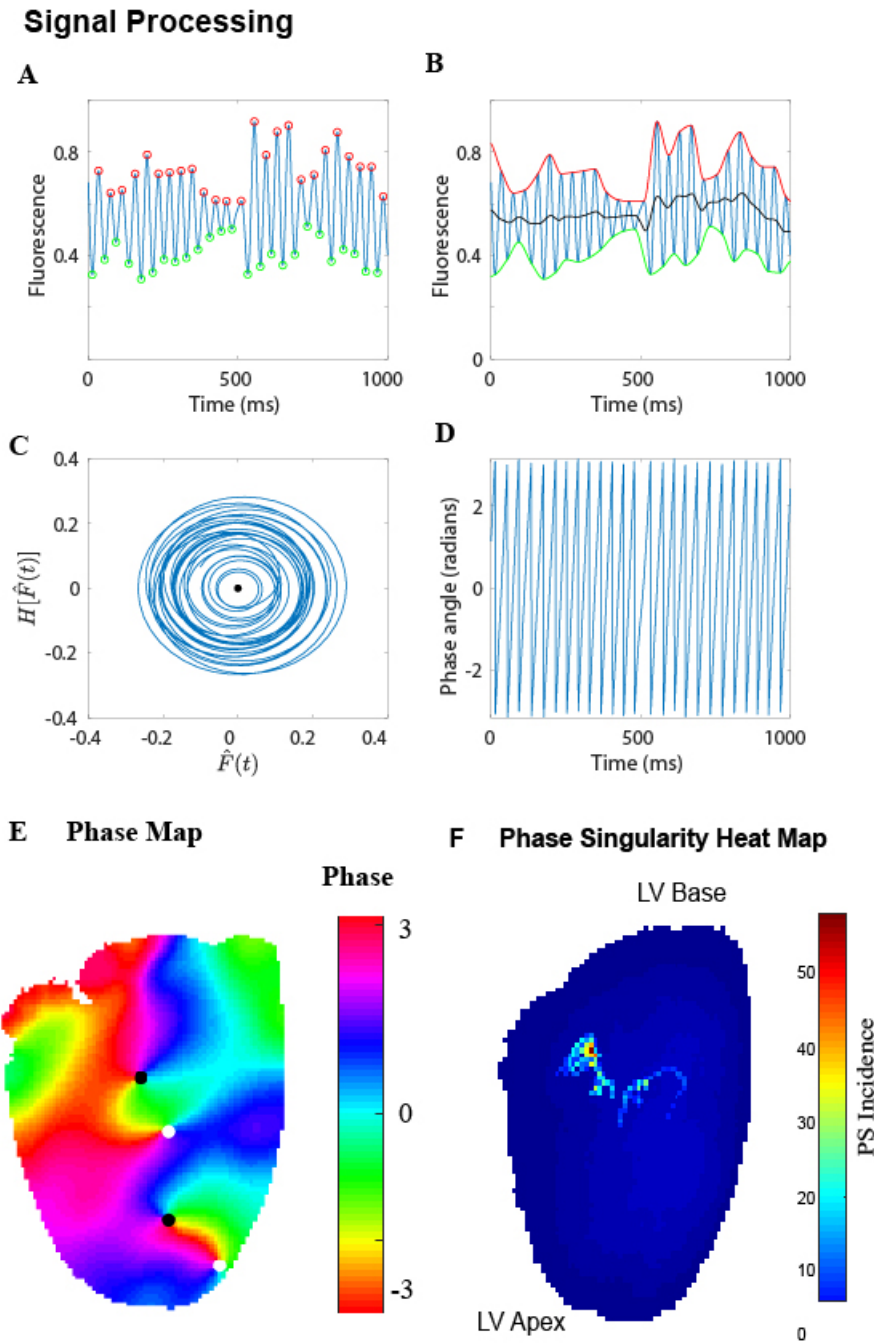 Signal Processing
A
B
0.8
0.4
Fluorescence
0
500
1000
Time (ms)
0.8
0.4
0
Fluorescence
0
500
1000
Time (ms)
C
D
0.4
0.2
0
-0.2
-0.4
H[F̂(t)]
-0.4
-0.2
0
0.2
0.4
F̂(t)
2
0
-2
Phase angle (radians)
0
500
1000
Time (ms)
E Phase Map
Phase
3
0
-3
F Phase Singularity Heat Map
LV Base
50
40
30
20
10
0
PS Incidence
LV Apex